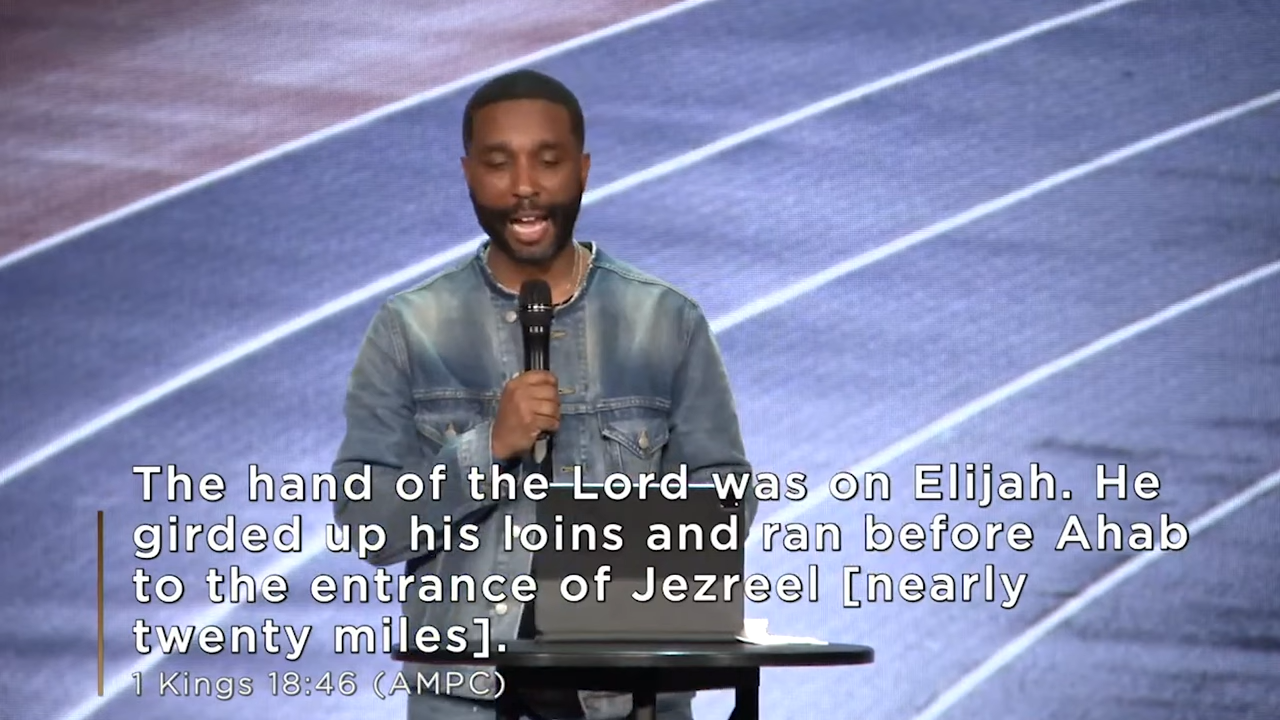 The hand of the Lord was on Elijah. He
girded up his loins and ran before Ahab
to the entrance of Jezreel [nearly
twenty miles].
1 Kings 18:46 (AMPC)